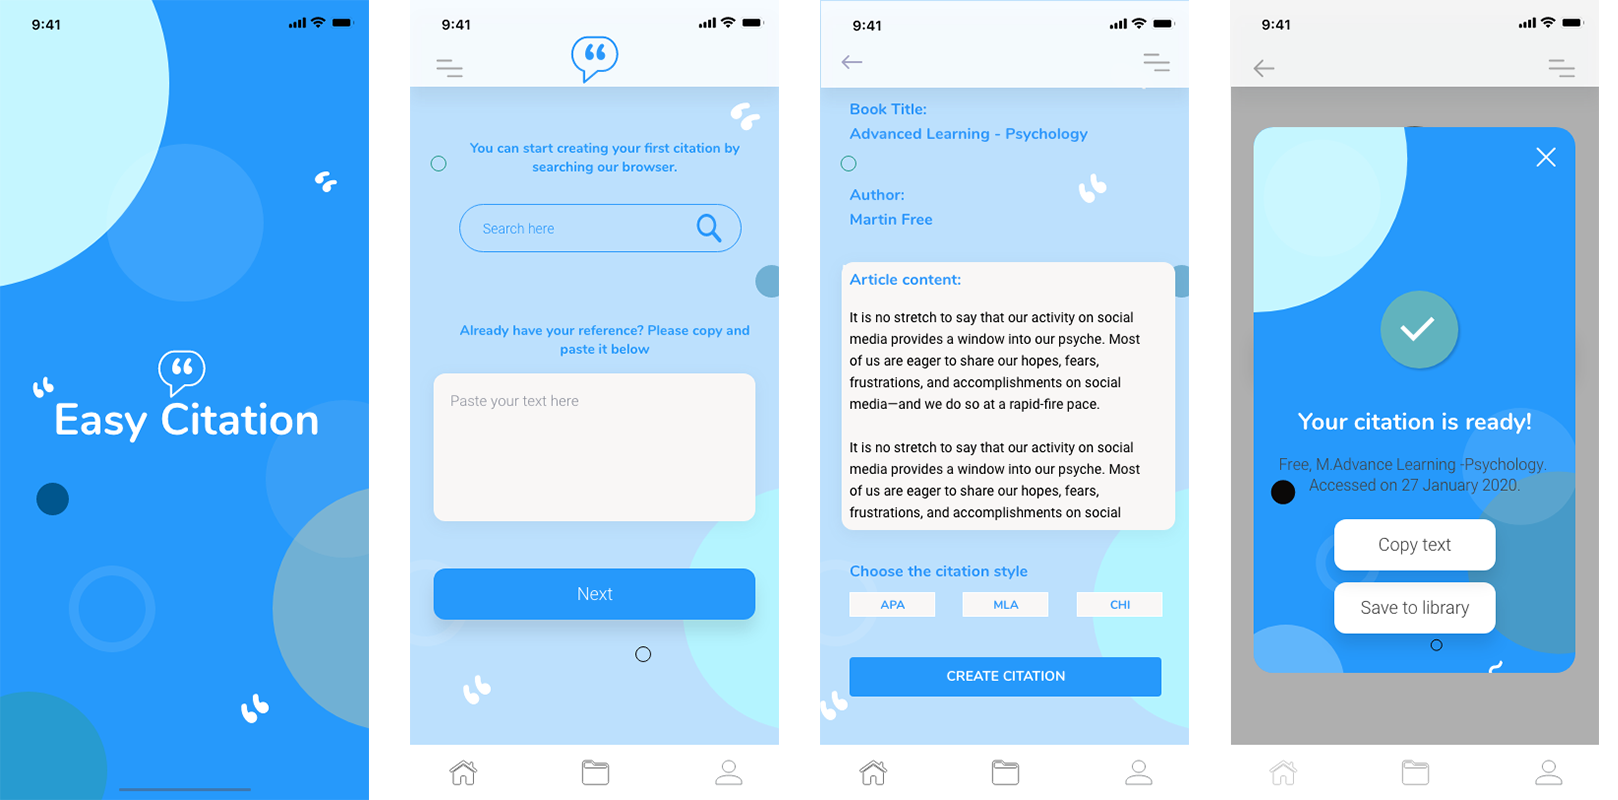 9:41
Easy Citation
9:41
You can start creating your first citation by
searching our browser.
Search here
Already have your reference? Please copy and
paste it below
Paste your text here
Next
9:41
Book Title:
Advanced Learning - Psychology
Author:
Martin Free
Article content:
It is no stretch to say that our activity on social
media provides a window into our psyche. Most
of us are eager to share our hopes, fears,
frustrations, and accomplishments on social
media—and we do so at a rapid-fire pace.
It is no stretch to say that our activity on social
media provides a window into our psyche. Most
of us are eager to share our hopes, fears,
frustrations, and accomplishments on social
Choose the citation style
APA
MLA
CHI
CREATE CITATION
9:41
Your citation is ready!
Free, M.Advance Learning -Psychology.
Accessed on 27 January 2020.
Copy text
Save to library